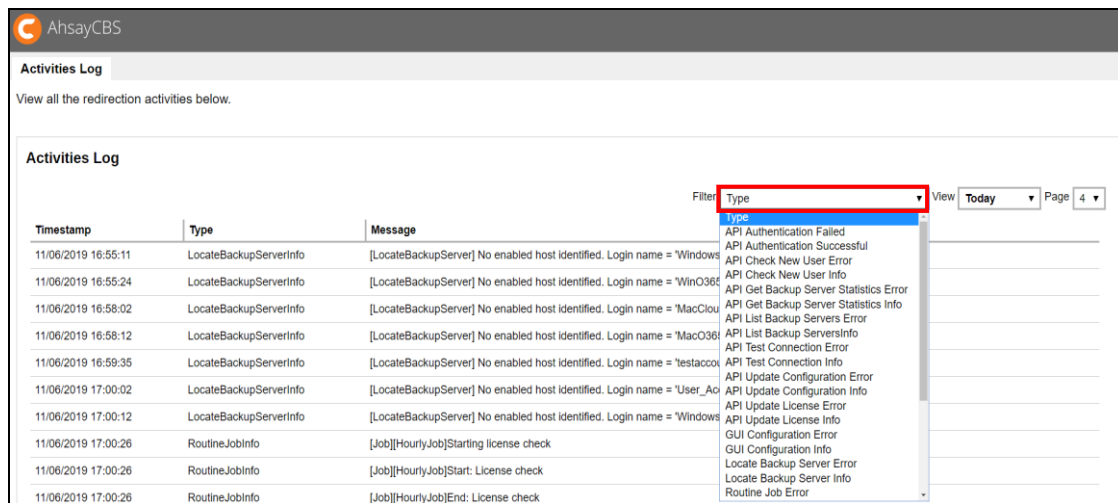 AhsayCBS
Activities Log
View all the redirection activities below.
Activities Log
Filter Type View Today Page 4
Timestamp Type Message
Type
API Authentication Failed
API Authentication Successful
API Check New User Error
API Check New User Info
API Get Backup Server Statistics Error
API Get Backup Server Statistics Info
API List Backup Servers Error
API List Backup ServersInfo
API Test Connection Error
API Test Connection Info
API Update Configuration Error
API Update Configuration Info
API Update License Error
API Update License Info
GUI Configuration Error
GUI Configuration Info
Locate Backup Server Error
Locate Backup Server Info
Routine Job Error
11/06/2019 16:55:11 LocateBackupServerInfo [LocateBackupServer] No enabled host identified. Login name = 'Windows
11/06/2019 16:55:24 LocateBackupServerInfo [LocateBackupServer] No enabled host identified. Login name = 'WinO365
11/06/2019 16:58:02 LocateBackupServerInfo [LocateBackupServer] No enabled host identified. Login name = 'MacClou
11/06/2019 16:58:12 LocateBackupServerInfo [LocateBackupServer] No enabled host identified. Login name = 'MacO365
11/06/2019 16:59:35 LocateBackupServerInfo [LocateBackupServer] No enabled host identified. Login name = 'testaccou
11/06/2019 17:00:02 LocateBackupServerInfo [LocateBackupServer] No enabled host identified. Login name = 'User_Acc
11/06/2019 17:00:12 LocateBackupServerInfo [LocateBackupServer] No enabled host identified. Login name = 'Windows
11/06/2019 17:00:26 RoutineJobInfo [Job][HourlyJob]Starting license check
11/06/2019 17:00:26 RoutineJobInfo [Job][HourlyJob]Start: License check
11/06/2019 17:00:26 RoutineJobInfo [Job][HourlyJob]End: License check